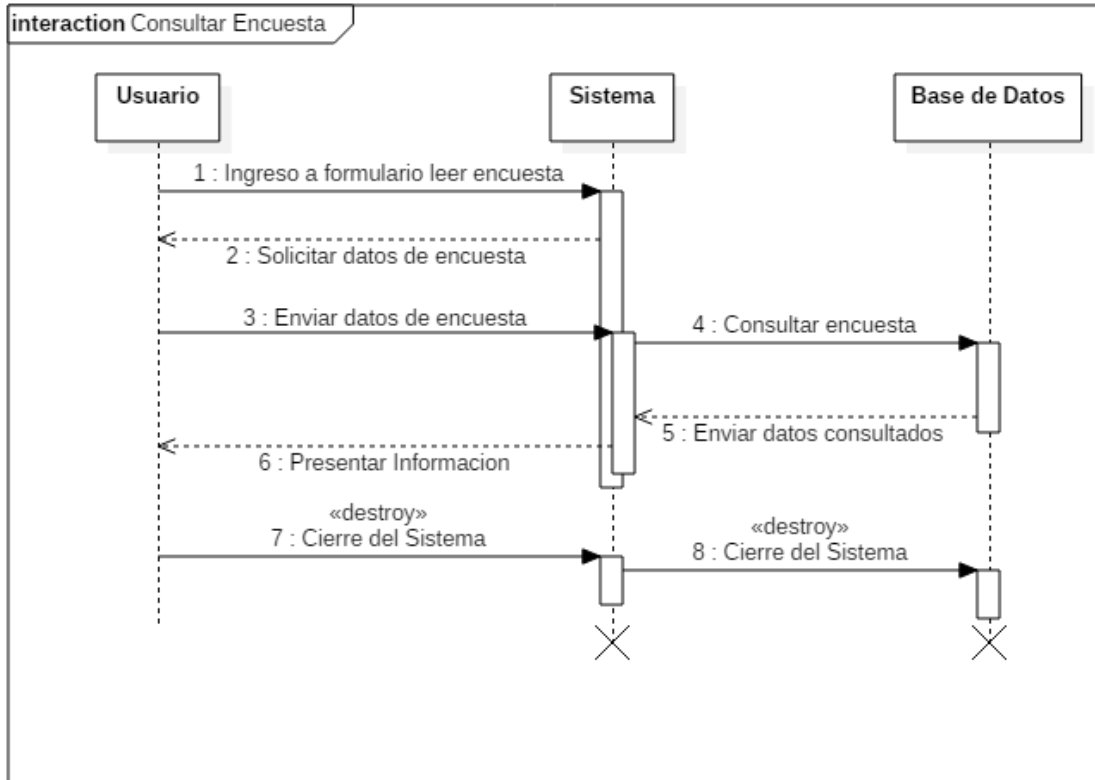 interaction Consultar Encuesta
Usuario
Sistema
Base de Datos
1 : Ingreso a formulario leer encuesta
2 : Solicitar datos de encuesta
3 : Enviar datos de encuesta
4 : Consultar encuesta
5 : Enviar datos consultados
6 : Presentar Informacion
«destroy»
7 : Cierre del Sistema
«destroy»
8 : Cierre del Sistema